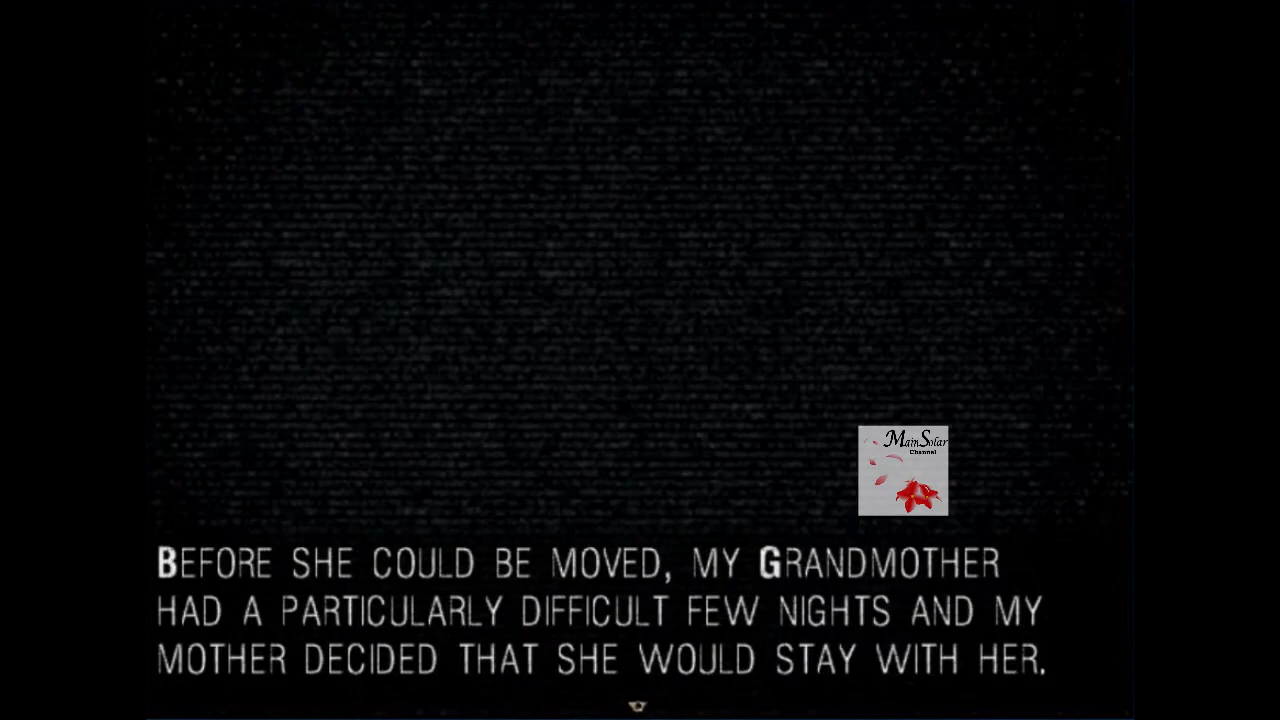 MainSolar
Channel
BEFORE SHE COULD BE MOVED, MY GRANDMOTHER
HAD A PARTICULARLY DIFFICULT FEW NIGHTS AND MY
MOTHER DECIDED THAT SHE WOULD STAY WITH HER.